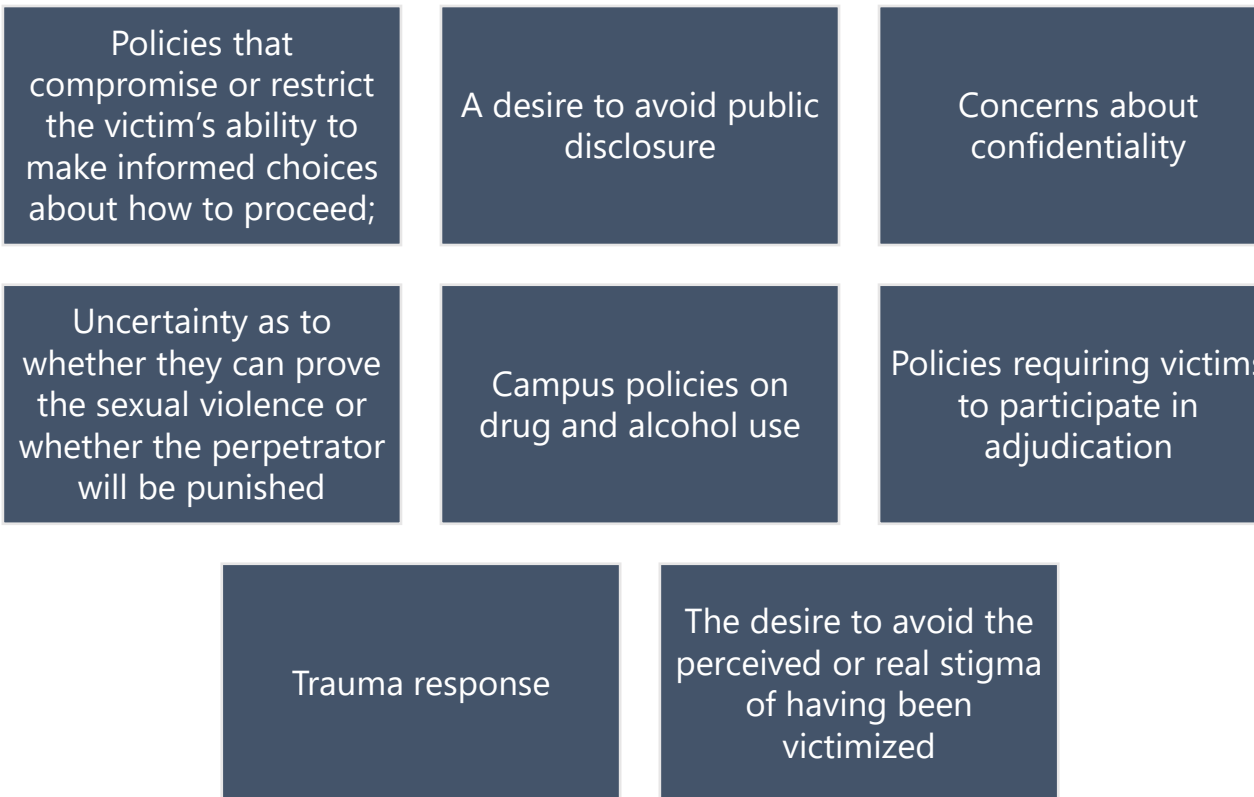 Policies that
compromise or restrict
the victim's ability to
make informed choices
about how to proceed;
A desire to avoid public
disclosure
Concerns about
confidentiality
Uncertainty as to
whether they can prove
the sexual violence or
whether the perpetrator
will be punished
Campus policies on
drug and alcohol use
Policies requiring victims
to participate in
adjudication
Trauma response
The desire to avoid the
perceived or real stigma
of having been
victimized